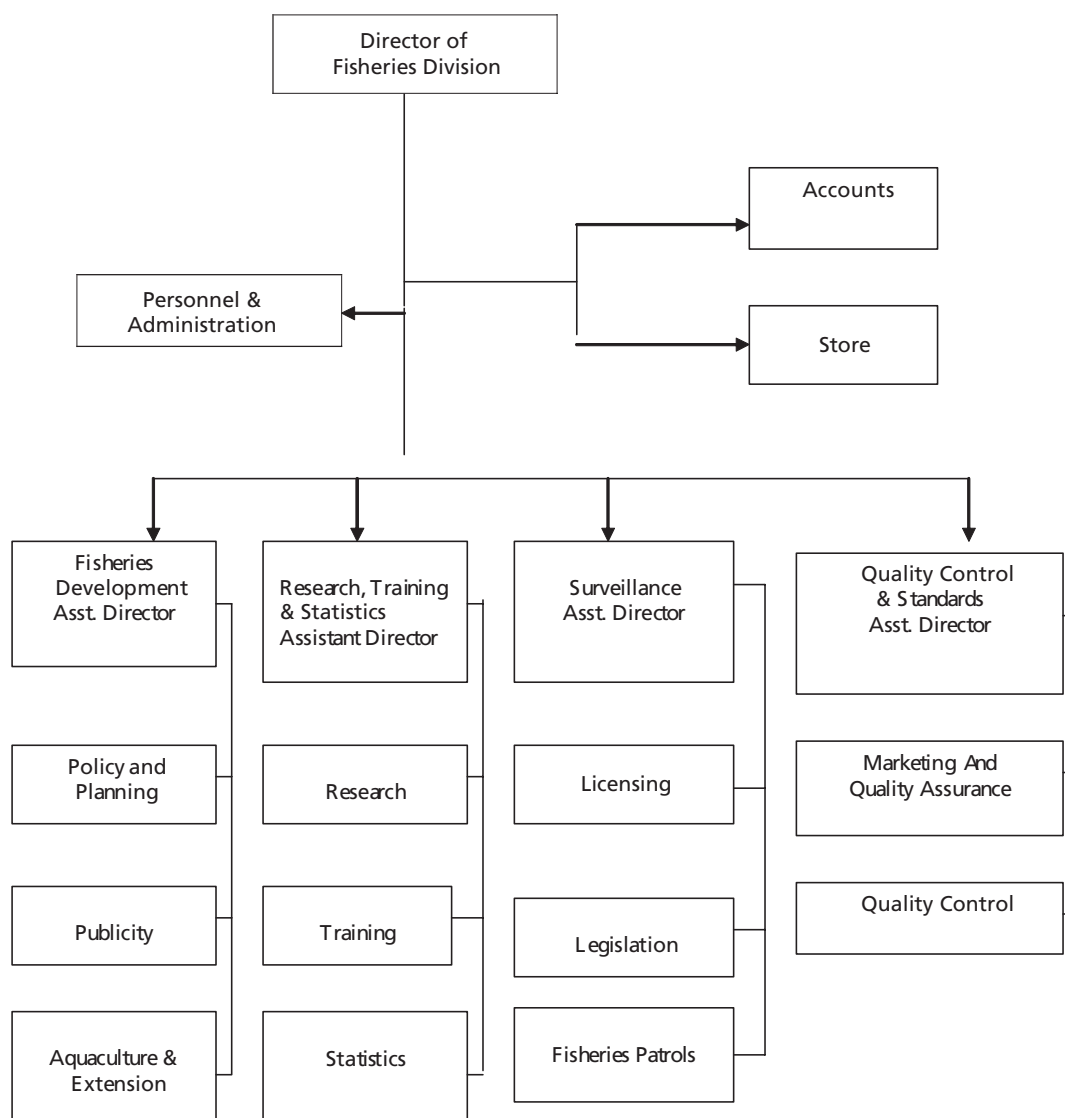 Director of
Fisheries Division
Accounts
Personnel &
Administration
Store
Fisheries
Development
Asst. Director
Research, Training
& Statistics
Assistant Director
Surveillance
Asst. Director
Quality Control
& Standards
Asst. Director
Policy and
Planning
Research
Licensing
Marketing And
Quality Assurance
Publicity
Training
Legislation
Quality Control
Aquaculture &
Extension
Statistics
Fisheries Patrols